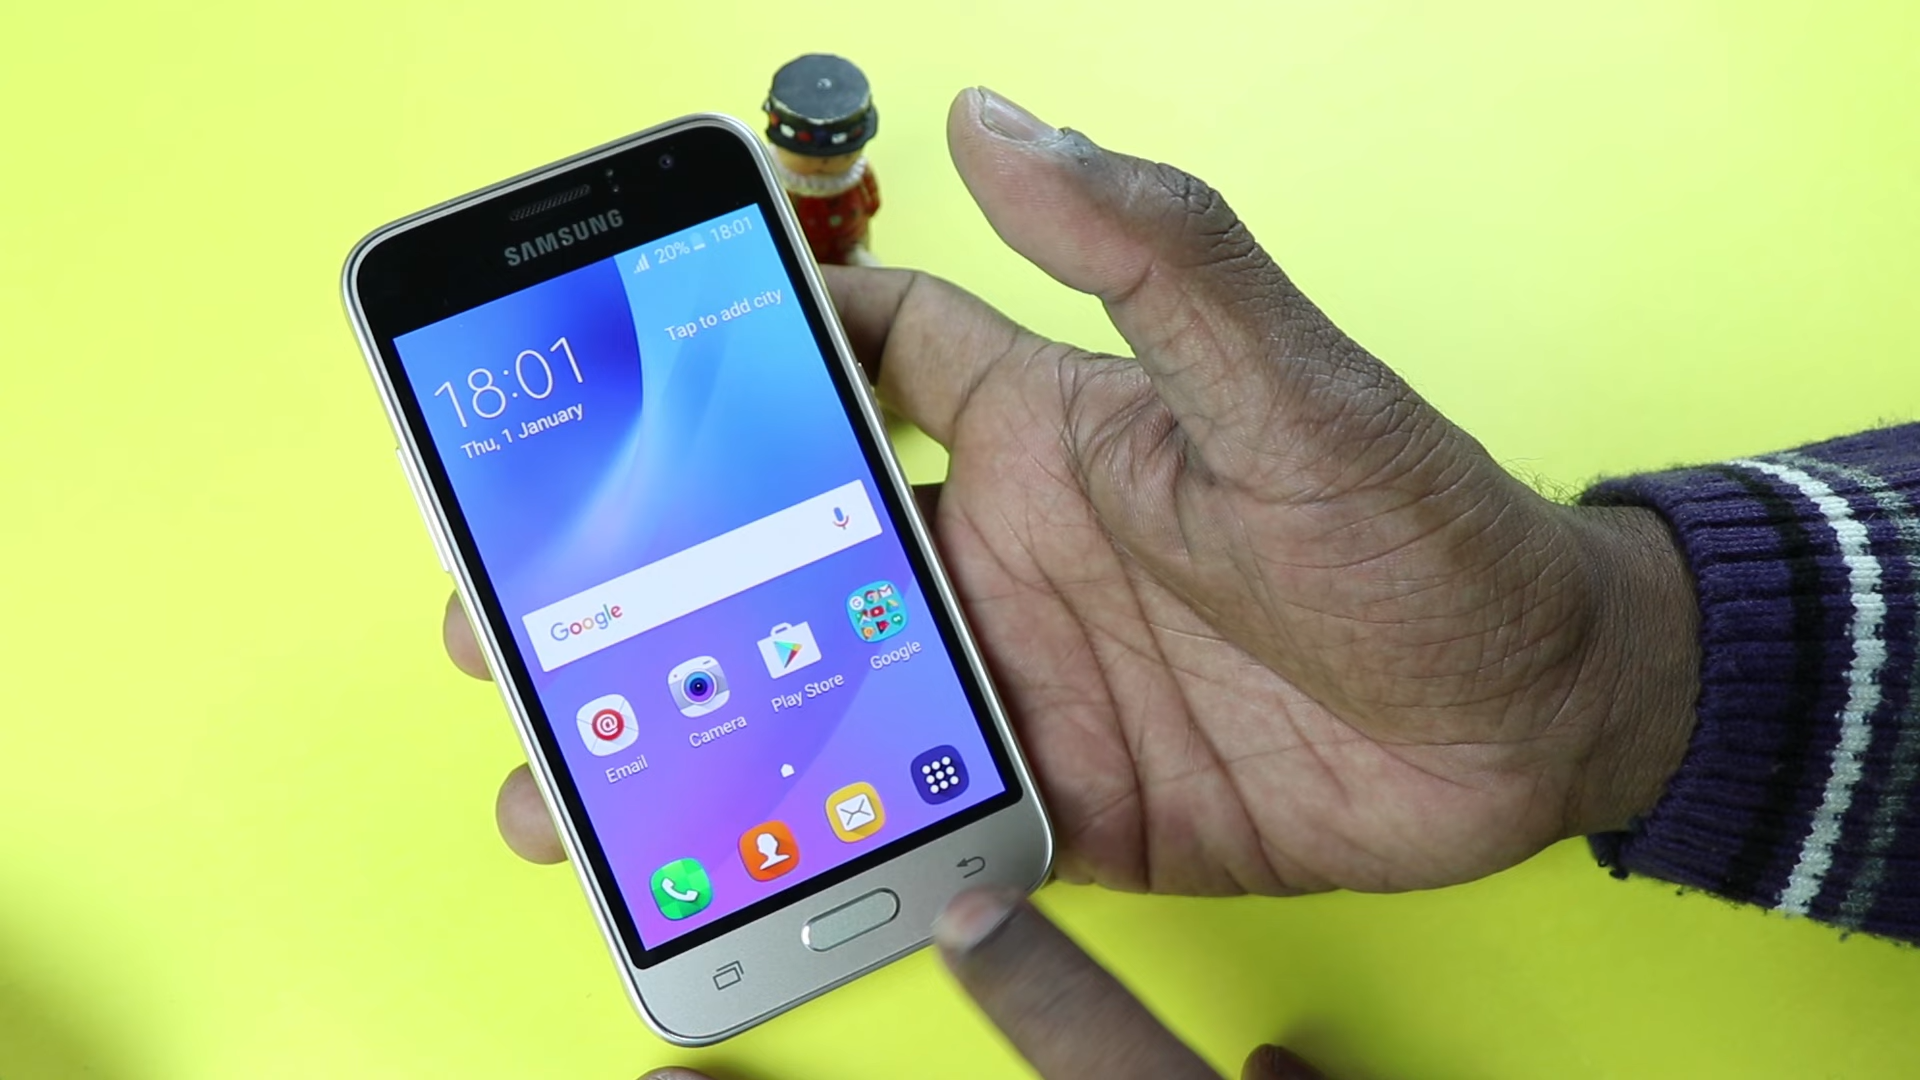 SAMSUNG
20% 18:01
Tap to add city
18:01
Thu, 1 January
Google
Email
Camera
Play Store
Google